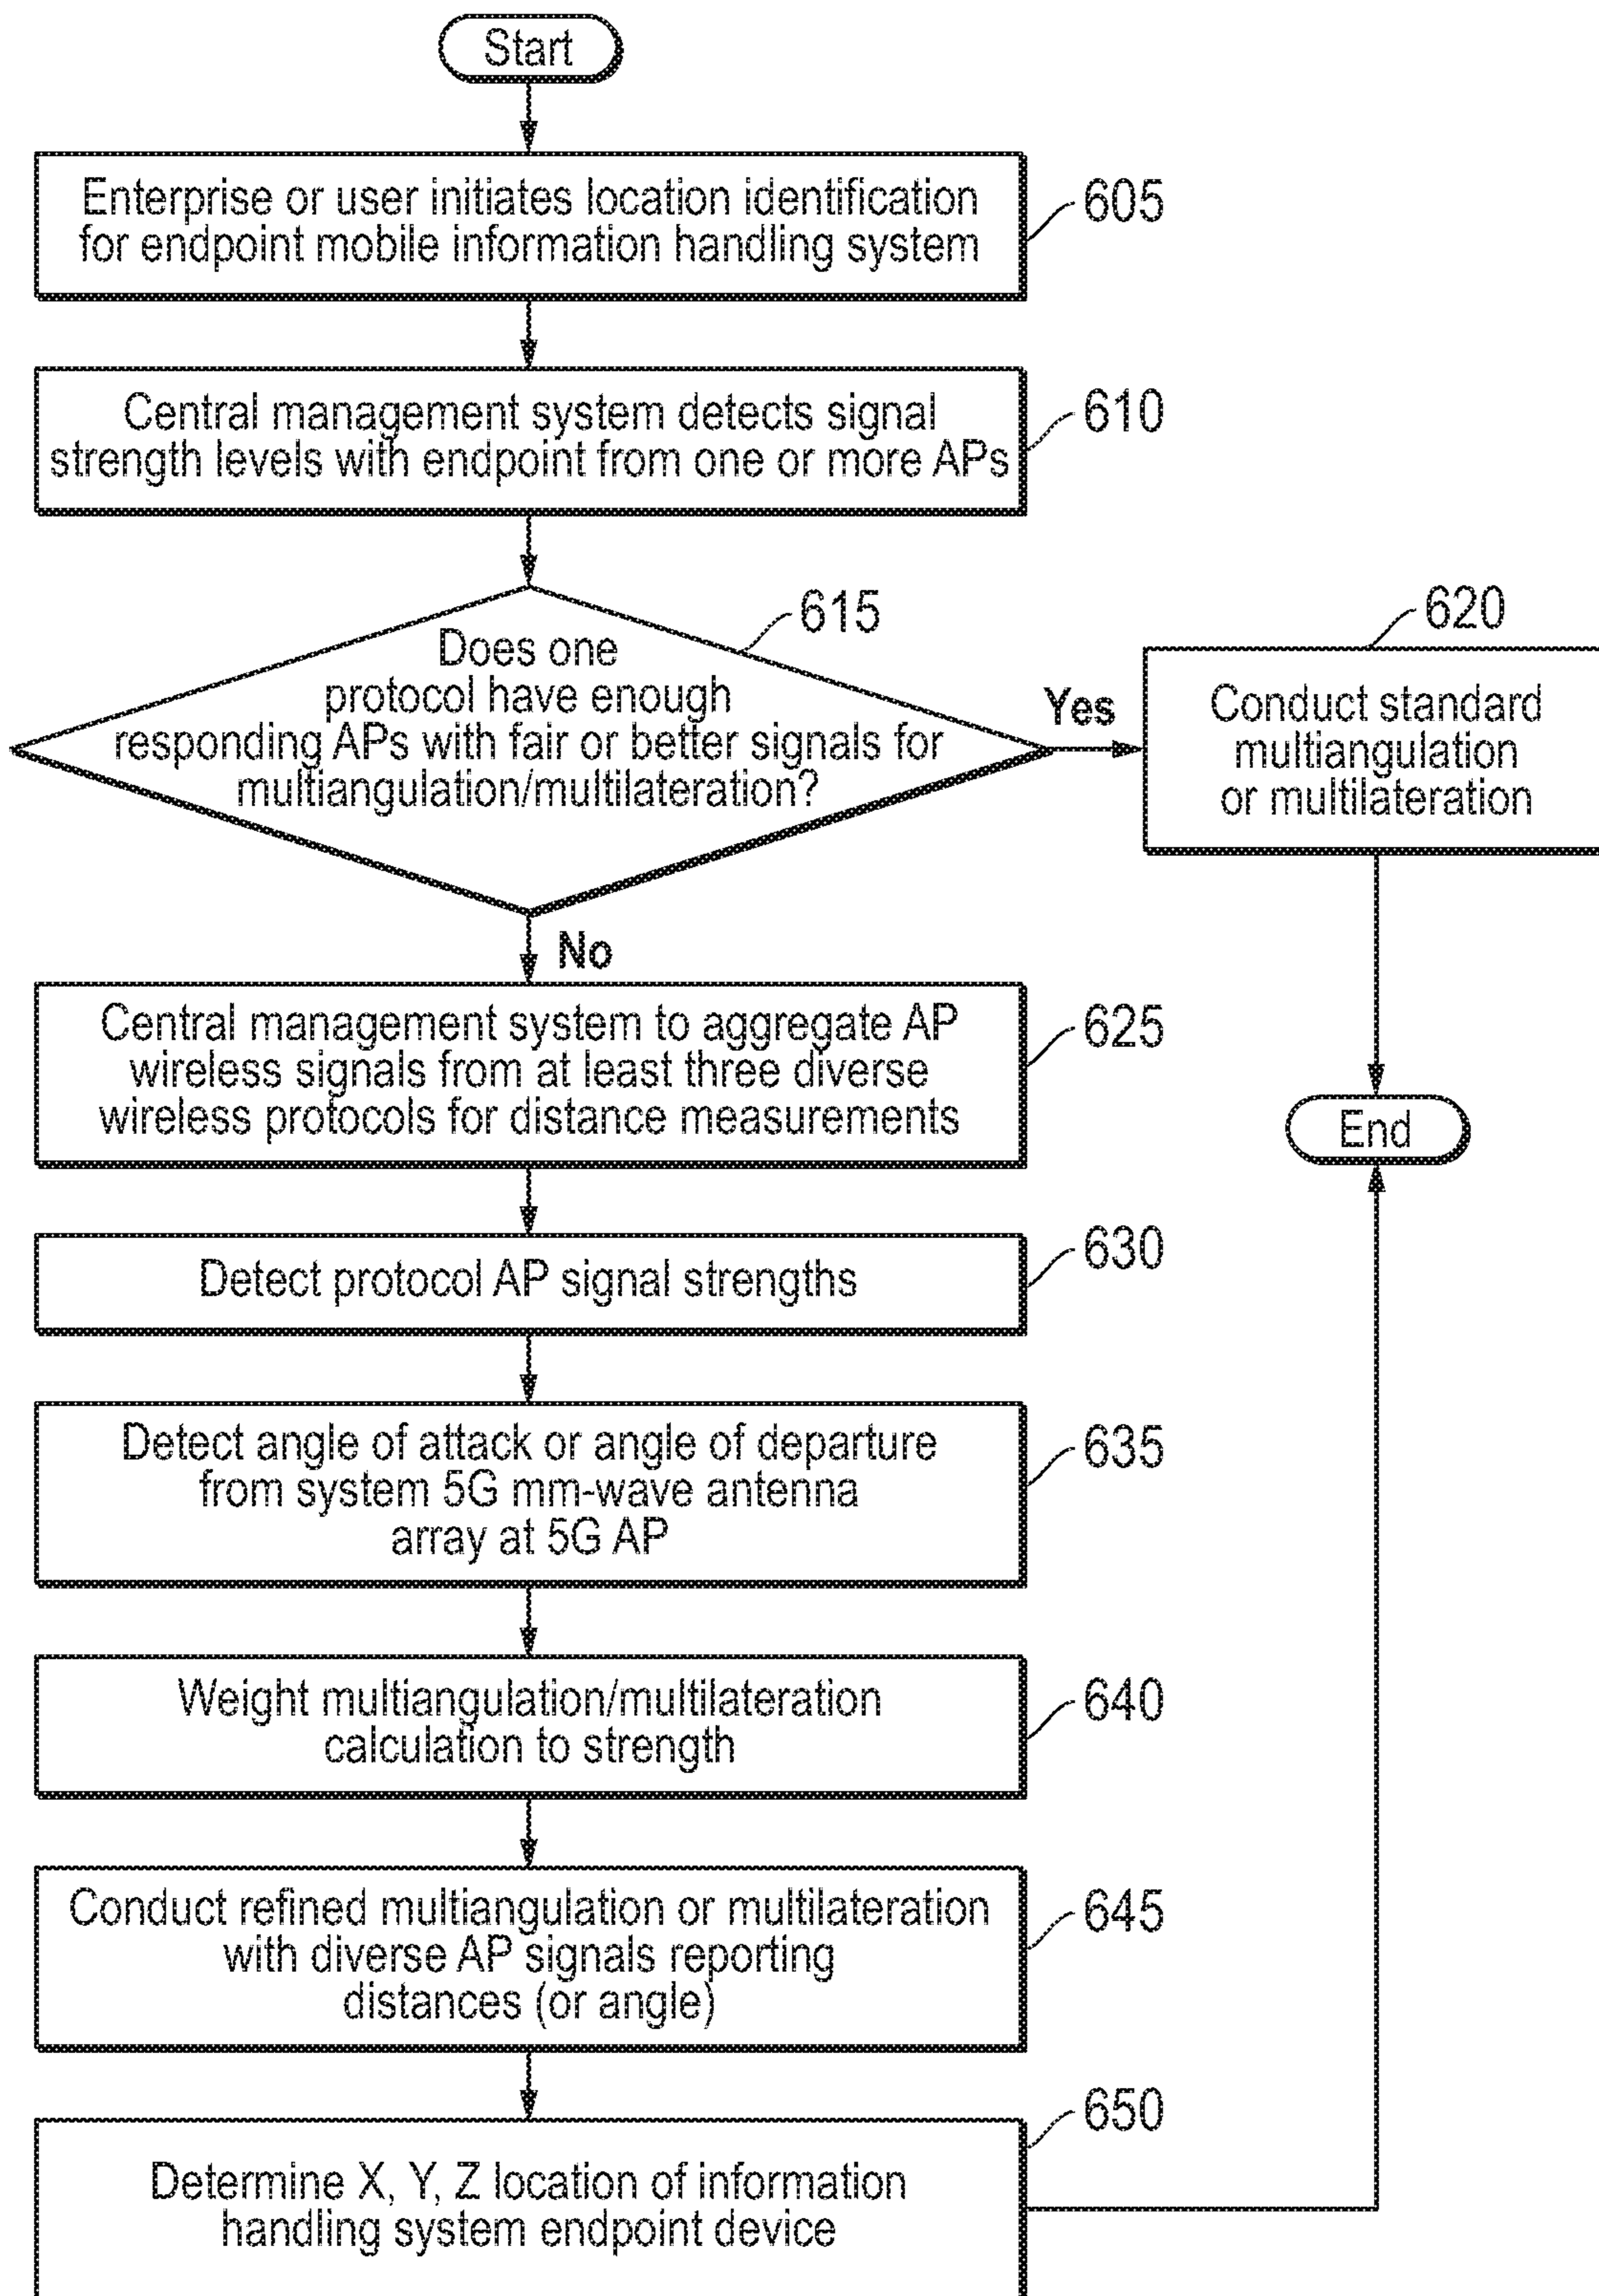 Start
Enterprise or user initiates location identification
for endpoint mobile information handling system
605
Central management system detects signal
strength levels with endpoint from one or more APs
610
Does one
protocol have enough
responding APs with fair or better signals for
multiangulation/multilateration?
615
Yes
620
Conduct standard
multiangulation
or multilateration
No
Central management system to aggregate AP
wireless signals from at least three diverse
wireless protocols for distance measurements
625
End
Detect protocol AP signal strengths
630
Detect angle of attack or angle of departure
from system 5G mm-wave antenna
array at 5G AP
635
Weight multiangulation/multilateration
calculation to strength
640
Conduct refined multiangulation or multilateration
with diverse AP signals reporting
distances (or angle)
645
Determine X, Y, Z location of information
handling system endpoint device
650